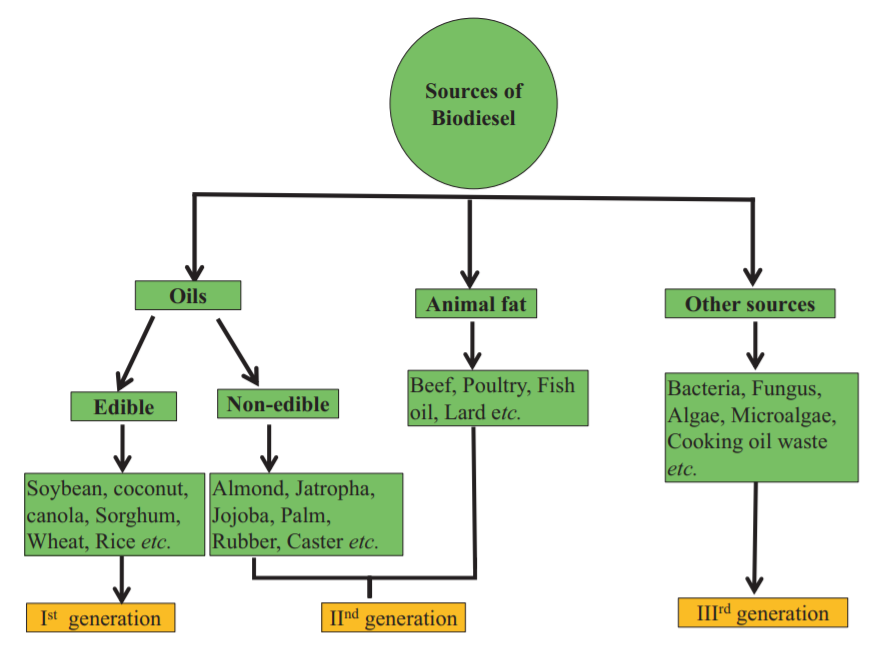 Sources of
Biodiesel
Oils
Animal fat
Other sources
Edible
Non-edible
Beef, Poultry, Fish
oil, Lard etc.
Bacteria, Fungus,
Algae, Microalgae,
Cooking oil waste
etc.
Soybean, coconut,
canola, Sorghum,
Wheat, Rice etc.
Almond, Jatropha,
Jojoba, Palm,
Rubber, Caster etc.
Ist generation
IInd generation
IIIrd generation